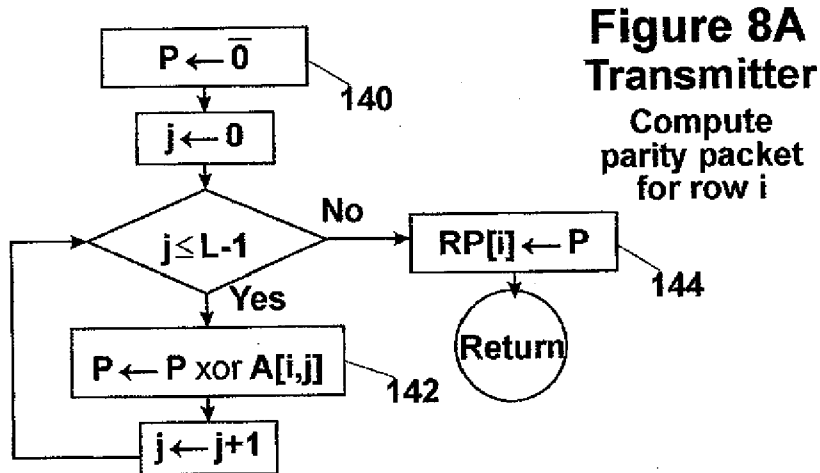 Figure 8A
Transmitter
Compute
parity packet
for row i
P ← 0̅
140
j ← 0
j ≤ L-1
No
Yes
RP[i] ← P
144
Return
P ← P xor A[i,j]
142
j ← j+1